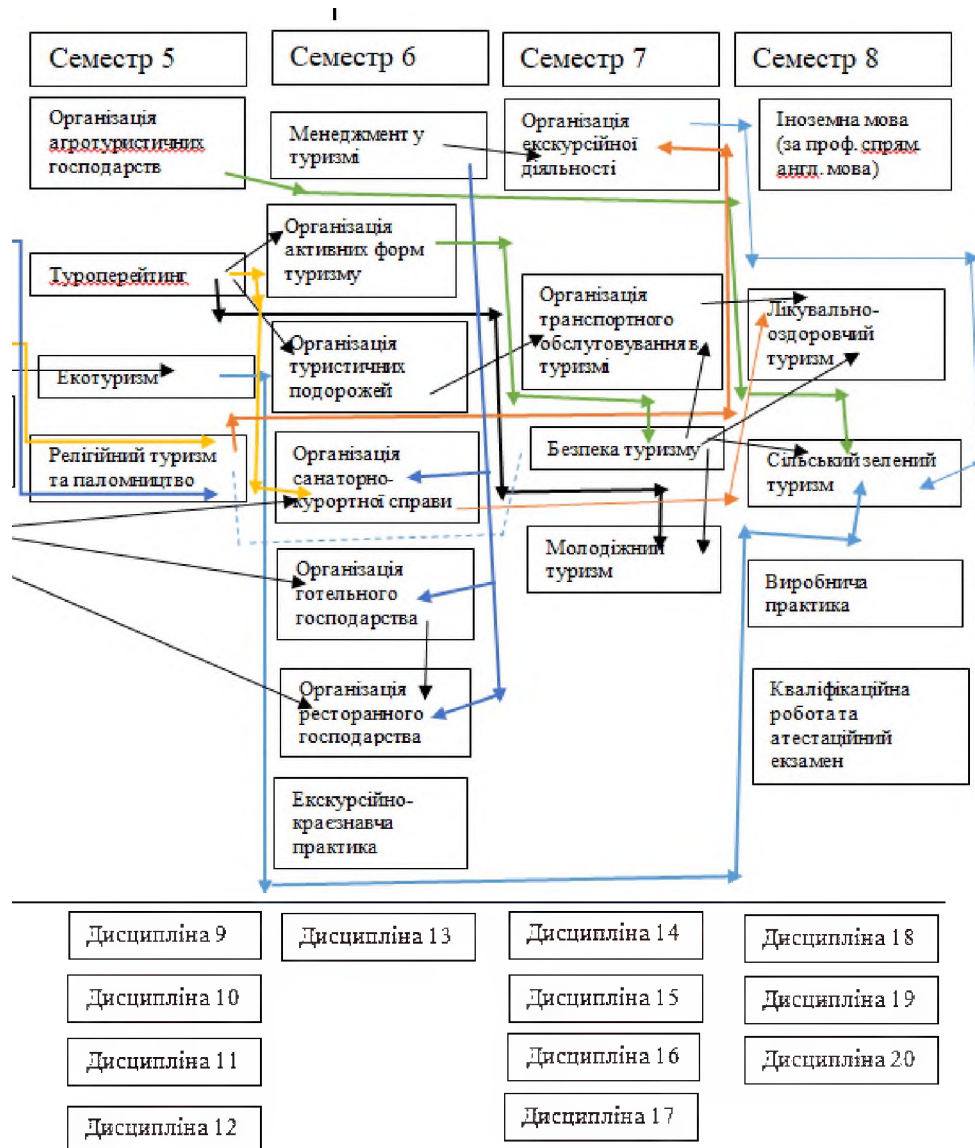 Семестр 5
Семестр 6
Семестр 7
Семестр 8
Організація
агротуристичних
господарств
Менеджмент у
туризмі
Організація
екскурсійної
діяльності
Іноземна мова
(за проф. спрям.
англ. мова)
Туроперейтинг
Організація
активних форм
туризму
Організація
транспортного
обслуговування в
туризмі
Лікувально-
оздоровчий
туризм
Екотуризм
Організація
туристичних
подорожей
Релігійний туризм
та паломництво
Організація
санаторно-
курортної справи
Безпека туризму
Сільський зелений
туризм
Організація
готельного
господарства
Молодіжний
туризм
Виробнича
практика
Організація
ресторанного
господарства
Кваліфікаційна
робота та
атестаційний
екзамен
Екскурсійно-
краєзнавча
практика
Дисципліна 9
Дисципліна 13
Дисципліна 14
Дисципліна 18
Дисципліна 10
Дисципліна 15
Дисципліна 19
Дисципліна 11
Дисципліна 16
Дисципліна 20
Дисципліна 12
Дисципліна 17